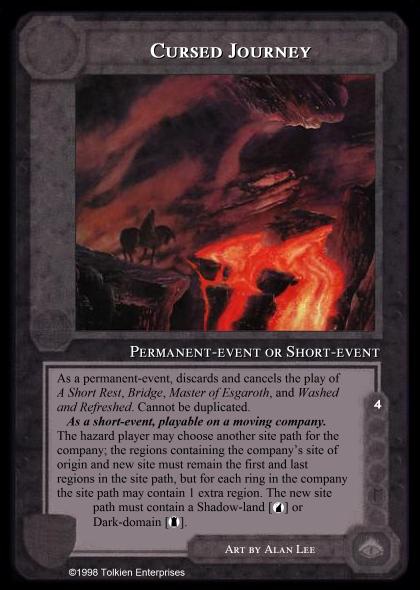 Cursed Journey
Permanent-event or Short-event
As a permanent-event, discards and cancels the play of
A Short Rest, Bridge, Master of Esgaroth, and Washed
and Refreshed. Cannot be duplicated.
4
As a short-event, playable on a moving company.
The hazard player may choose another site path for the
company; the regions containing the company's site of
origin and new site must remain the first and last
regions in the site path, but for each ring in the company
the site path may contain 1 extra region. The new site
path must contain a Shadow-land [ ] or
Dark-domain [ ].
Art by Alan Lee
©1998 Tolkien Enterprises